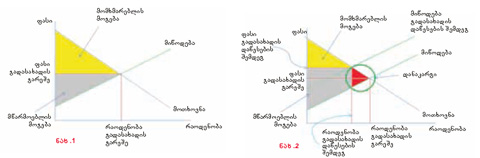 ფასი
მომხმარებლის
მოგება
მიწოდება
ფასი
გადასახადის
გარეშე
მწარმოებლის
მოგება
მოთხოვნა
რაოდენობა
გადასახადის
გარეშე
რაოდენობა
ნახ.1
ფასი
მომხმარებლის
მოგება
მიწოდება
გადასახადის
დაწესების
შემდეგ
ფასი
გადასახადის
დაწესების
შემდეგ
მიწოდება
ფასი
გადასახადის
გარეშე
დანაკარგი
მწარმოებლის
მოგება
მოთხოვნა
რაოდენობა
რაოდენობა
გადასახადის
დაწესების
შემდეგ
რაოდენობა
გადასახადის
გარეშე
ნახ.2